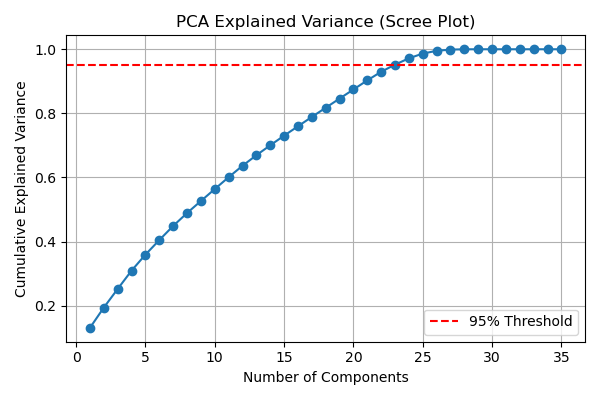 PCA Explained Variance (Scree Plot)
Cumulative Explained Variance
1.0
0.8
0.6
0.4
0.2
95% Threshold
0 5 10 15 20 25 30 35
Number of Components